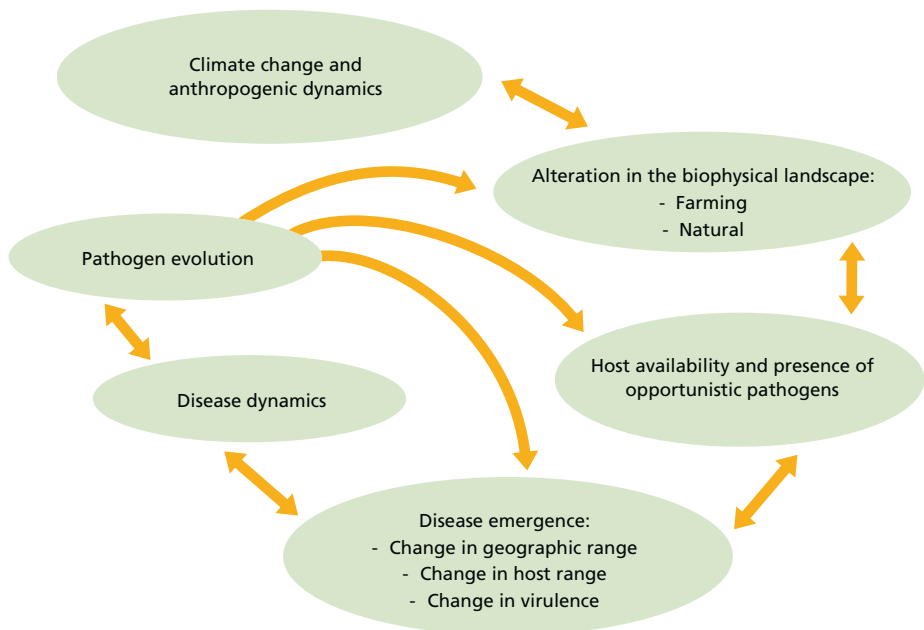 Climate change and
anthropogenic dynamics
Alteration in the biophysical landscape:
- Farming
- Natural
Pathogen evolution
Host availability and presence of
opportunistic pathogens
Disease dynamics
Disease emergence:
- Change in geographic range
- Change in host range
- Change in virulence